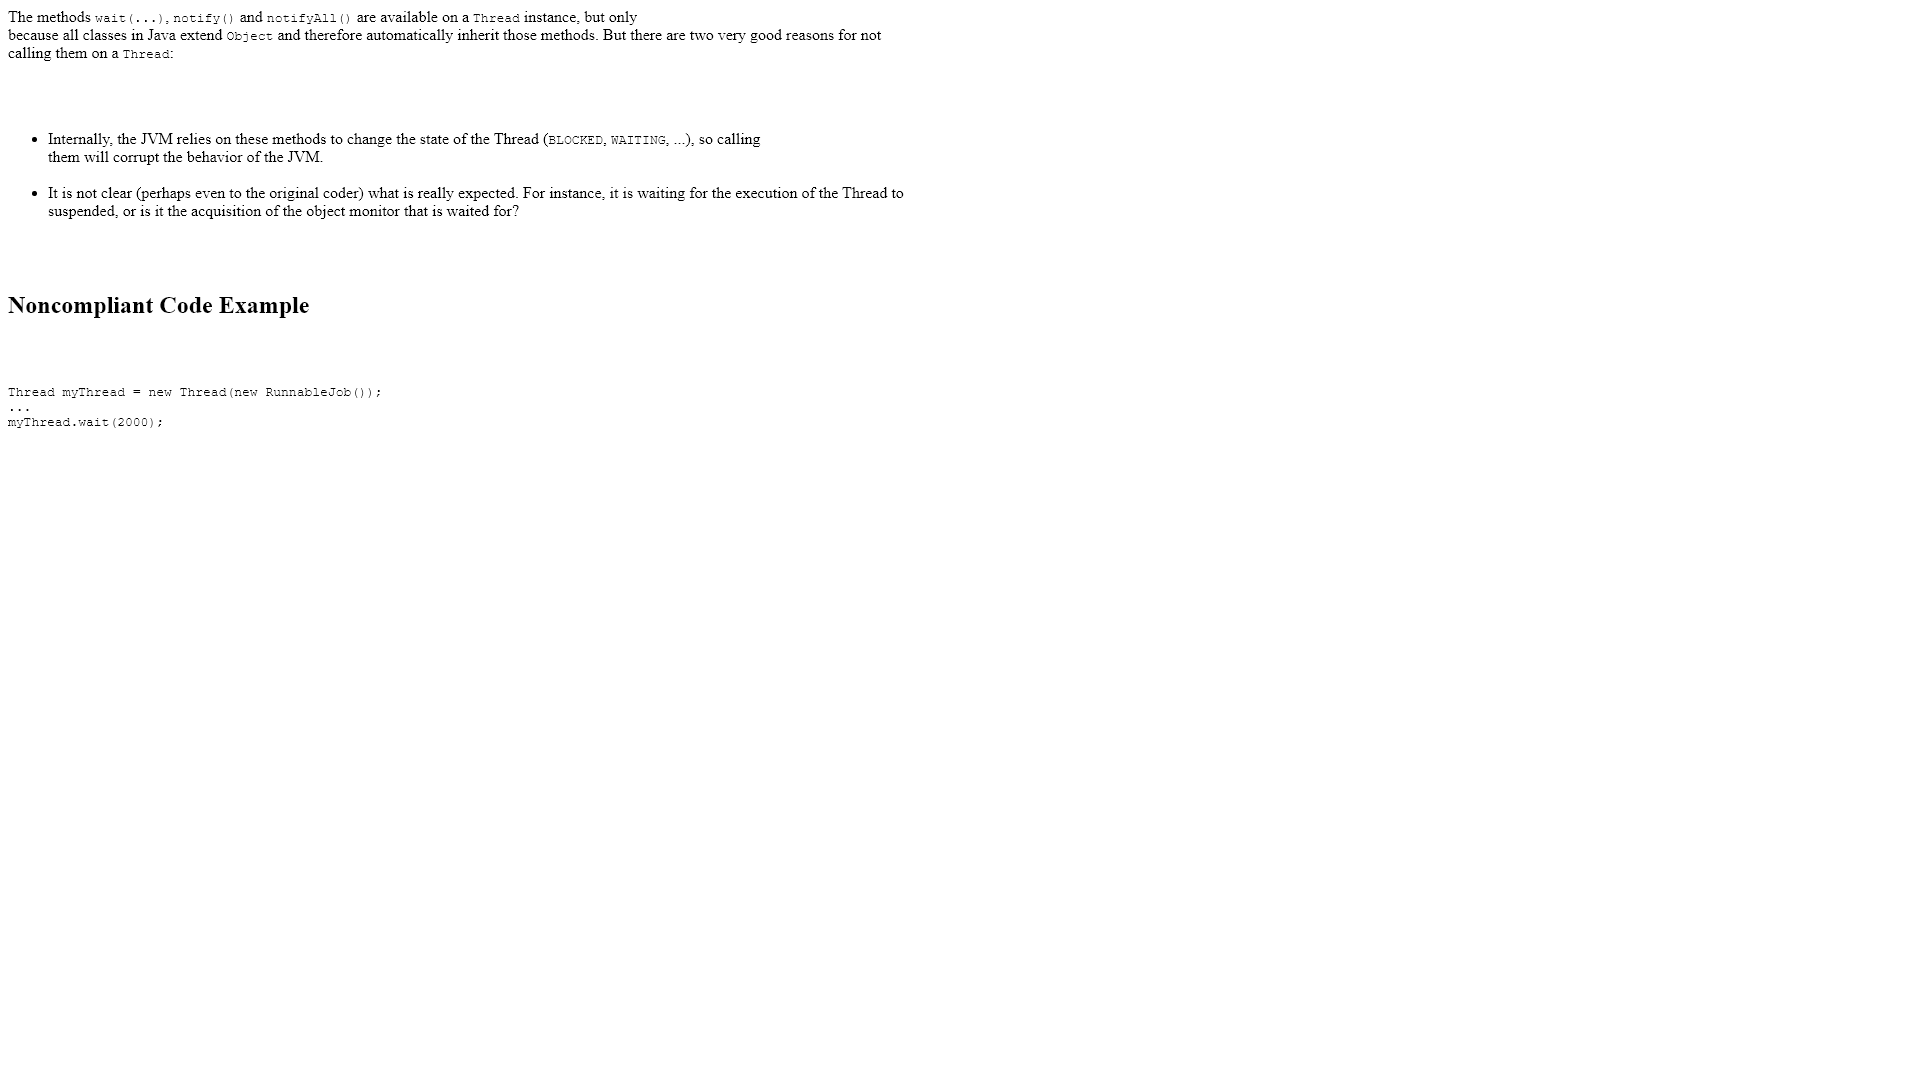 The methods wait(...), notify() and notifyAll() are available on a Thread instance, but only
because all classes in Java extend Object and therefore automatically inherit those methods. But there are two very good reasons for not
calling them on a Thread:
• Internally, the JVM relies on these methods to change the state of the Thread (BLOCKED, WAITING, ...), so calling
them will corrupt the behavior of the JVM.
• It is not clear (perhaps even to the original coder) what is really expected. For instance, it is waiting for the execution of the Thread to
suspended, or is it the acquisition of the object monitor that is waited for?
Noncompliant Code Example
Thread myThread = new Thread(new RunnableJob());
...
myThread.wait(2000);